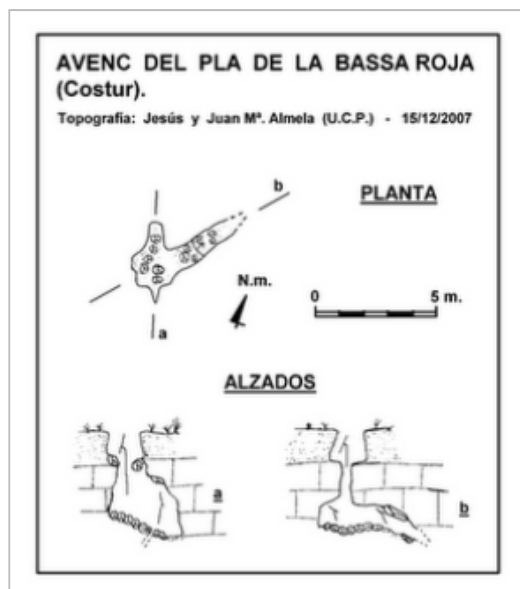 AVENC DEL PLA DE LA BASSA ROJA
(Costur).
Topografía: Jesús y Juan Mª. Almela (U.C.P.) - 15/12/2007
b
PLANTA
N.m.
0 5 m.
a
ALZADOS
a
b